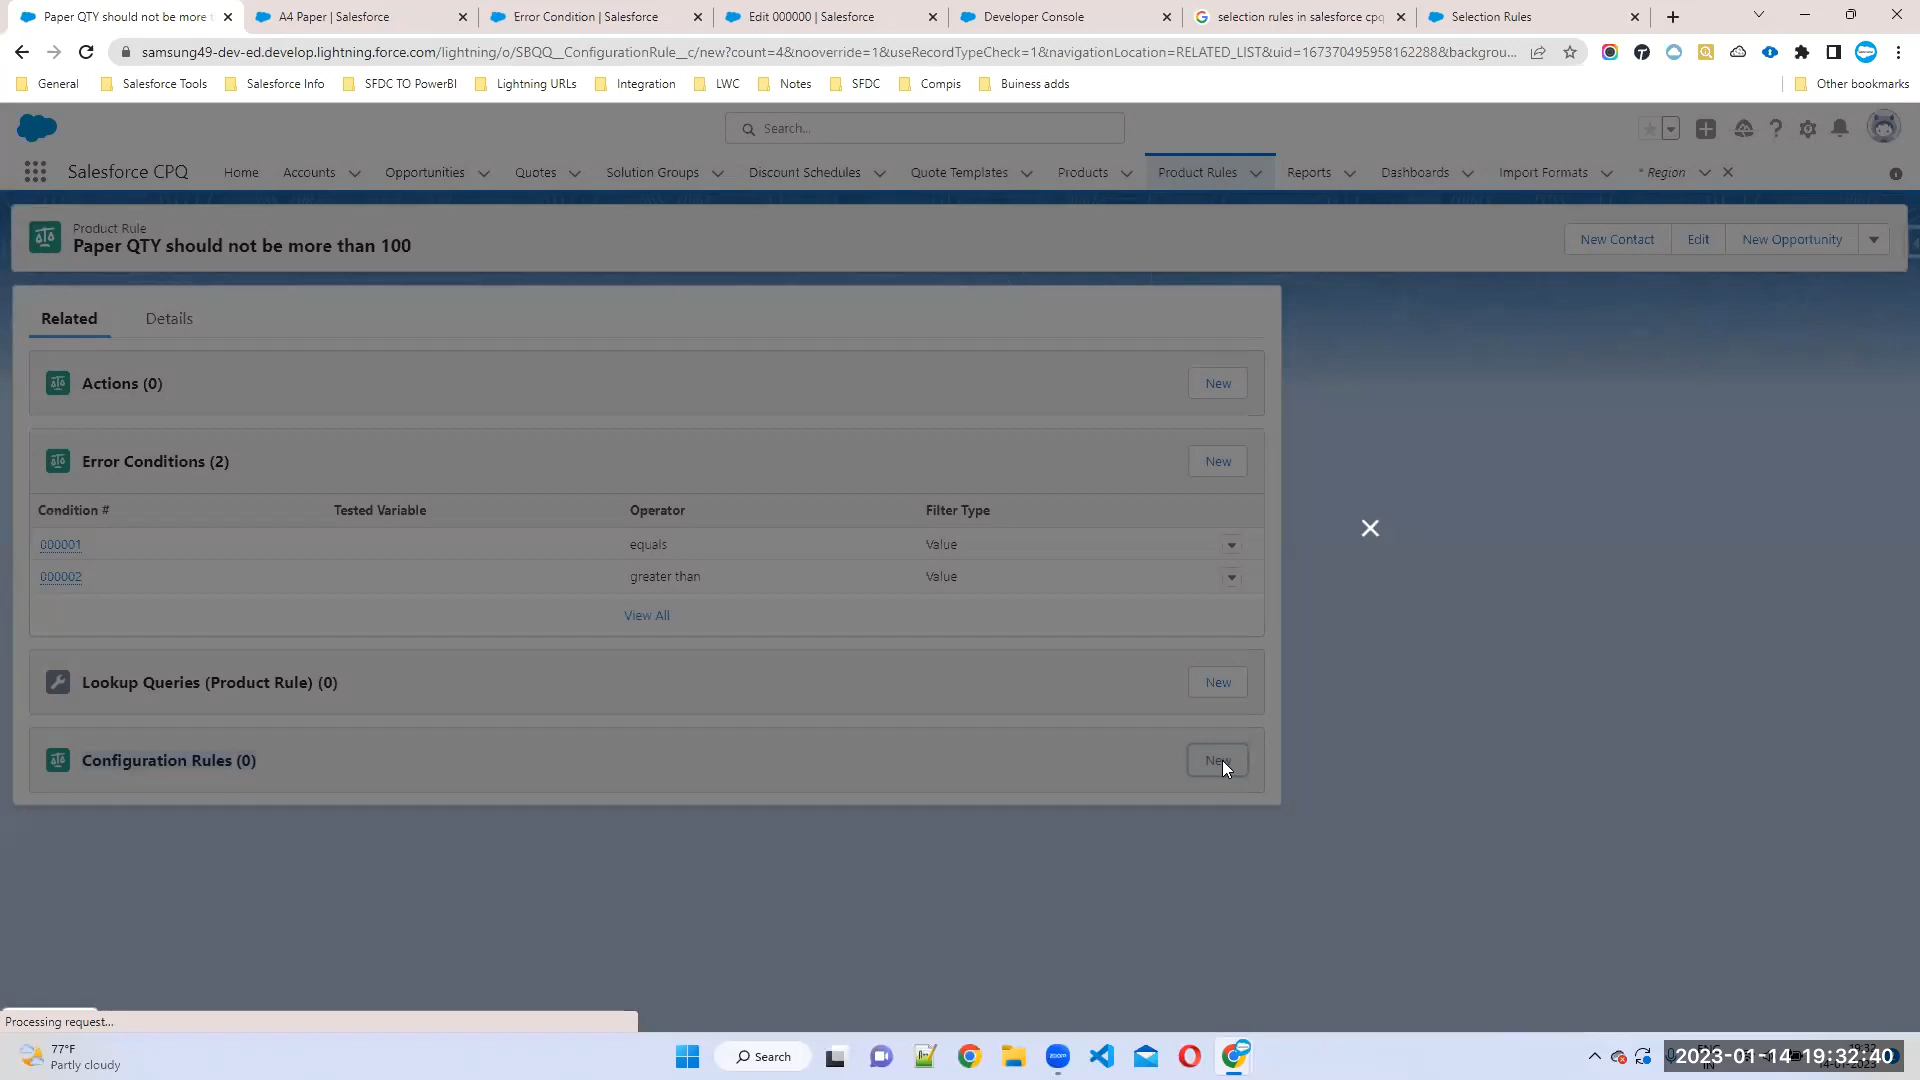 Paper QTY should not be more t
A4 Paper | Salesforce
Error Condition | Salesforce
Edit 000000 | Salesforce
Developer Console
selection rules in salesforce cpq
Selection Rules
samsung49-dev-ed.develop.lightning.force.com/lightning/o/SBQQ__ConfigurationRule__c/new?count=4&nooverride=1&useRecordTypeCheck=1&navigationLocation=RELATED_LIST&uid=167370495958162288&backgrou...
General
Salesforce Tools
Salesforce Info
SFDC TO PowerBI
Lightning URLs
Integration
LWC
Notes
SFDC
Compis
Buiness adds
Other bookmarks
Search...
Salesforce CPQ
Home
Accounts
Opportunities
Quotes
Solution Groups
Discount Schedules
Quote Templates
Products
Product Rules
Reports
Dashboards
Import Formats
* Region
Product Rule
Paper QTY should not be more than 100
New Contact
Edit
New Opportunity
Related
Details
Actions (0)
New
Error Conditions (2)
New
Condition # Tested Variable Operator Filter Type
000001 equals Value
000002 greater than Value
View All
Lookup Queries (Product Rule) (0)
New
Configuration Rules (0)
New
Processing request...
77°F
Partly cloudy
Search
2023-01-14-19:32:40